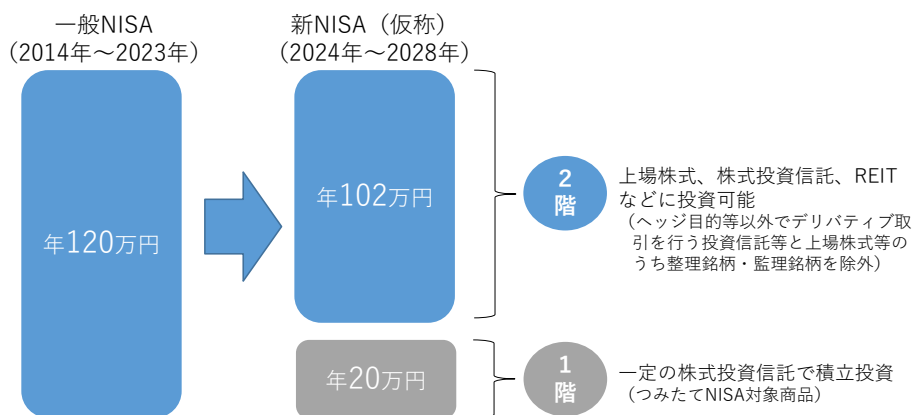 一般NISA
（2014年～2023年）
新NISA（仮称）
（2024年～2028年）
年120万円
年102万円
2
階
上場株式、株式投資信託、REIT
などに投資可能
（ヘッジ目的等以外でデリバティブ取
引を行う投資信託等と上場株式等の
うち整理銘柄・監理銘柄を除外）
年20万円
1
階
一定の株式投資信託で積立投資
（つみたてNISA対象商品）